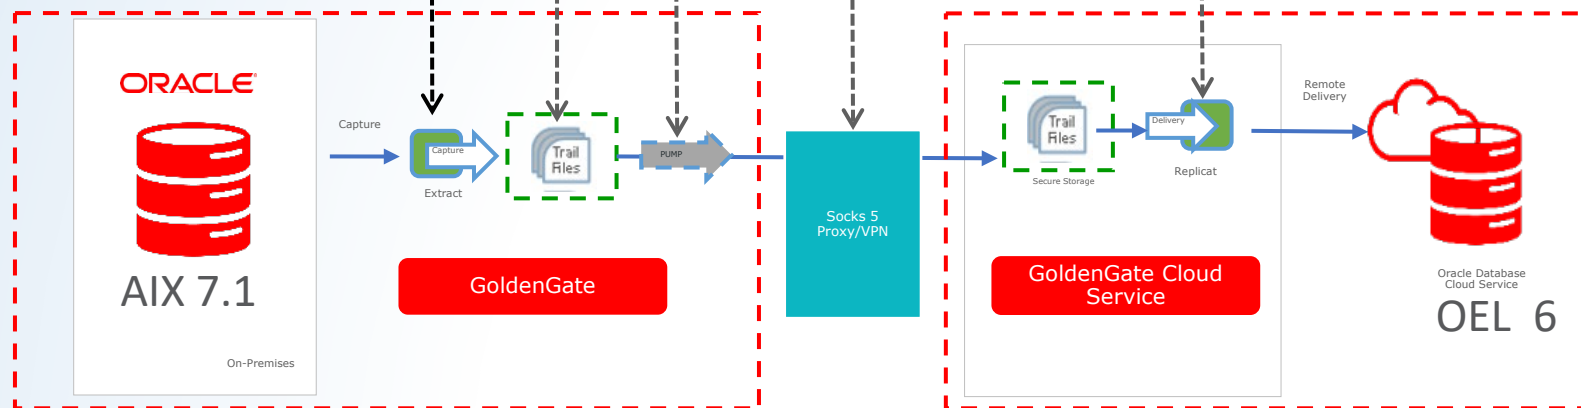 ORACLE
AIX 7.1
On-Premises
Capture
Capture
Extract
Trail
Files
PUMP
GoldenGate
Socks 5
Proxy/VPN
Trail
Files
Secure Storage
Delivery
Replicat
GoldenGate Cloud
Service
Remote
Delivery
Oracle Database
Cloud Service
OEL 6